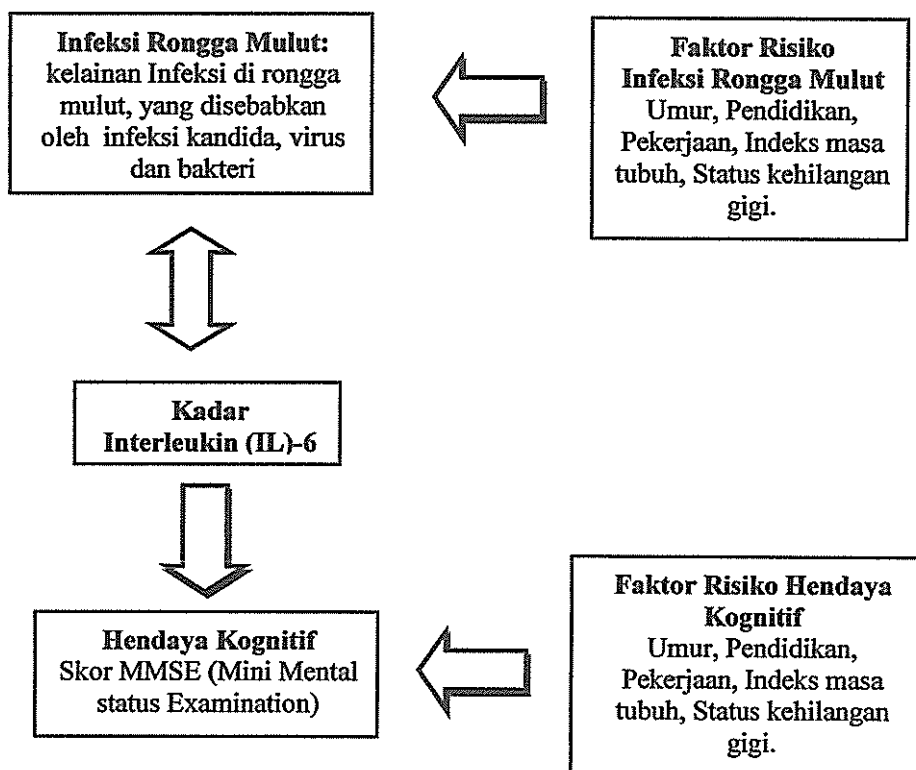 Infeksi Rongga Mulut:
kelainan Infeksi di rongga
mulut, yang disebabkan
oleh infeksi kandida, virus
dan bakteri
Faktor Risiko
Infeksi Rongga Mulut
Umur, Pendidikan,
Pekerjaan, Indeks masa
tubuh, Status kehilangan
gigi.
Kadar
Interleukin (IL)-6
Hendaya Kognitif
Skor MMSE (Mini Mental
status Examination)
Faktor Risiko Hendaya
Kognitif
Umur, Pendidikan,
Pekerjaan, Indeks masa
tubuh, Status kehilangan
gigi.